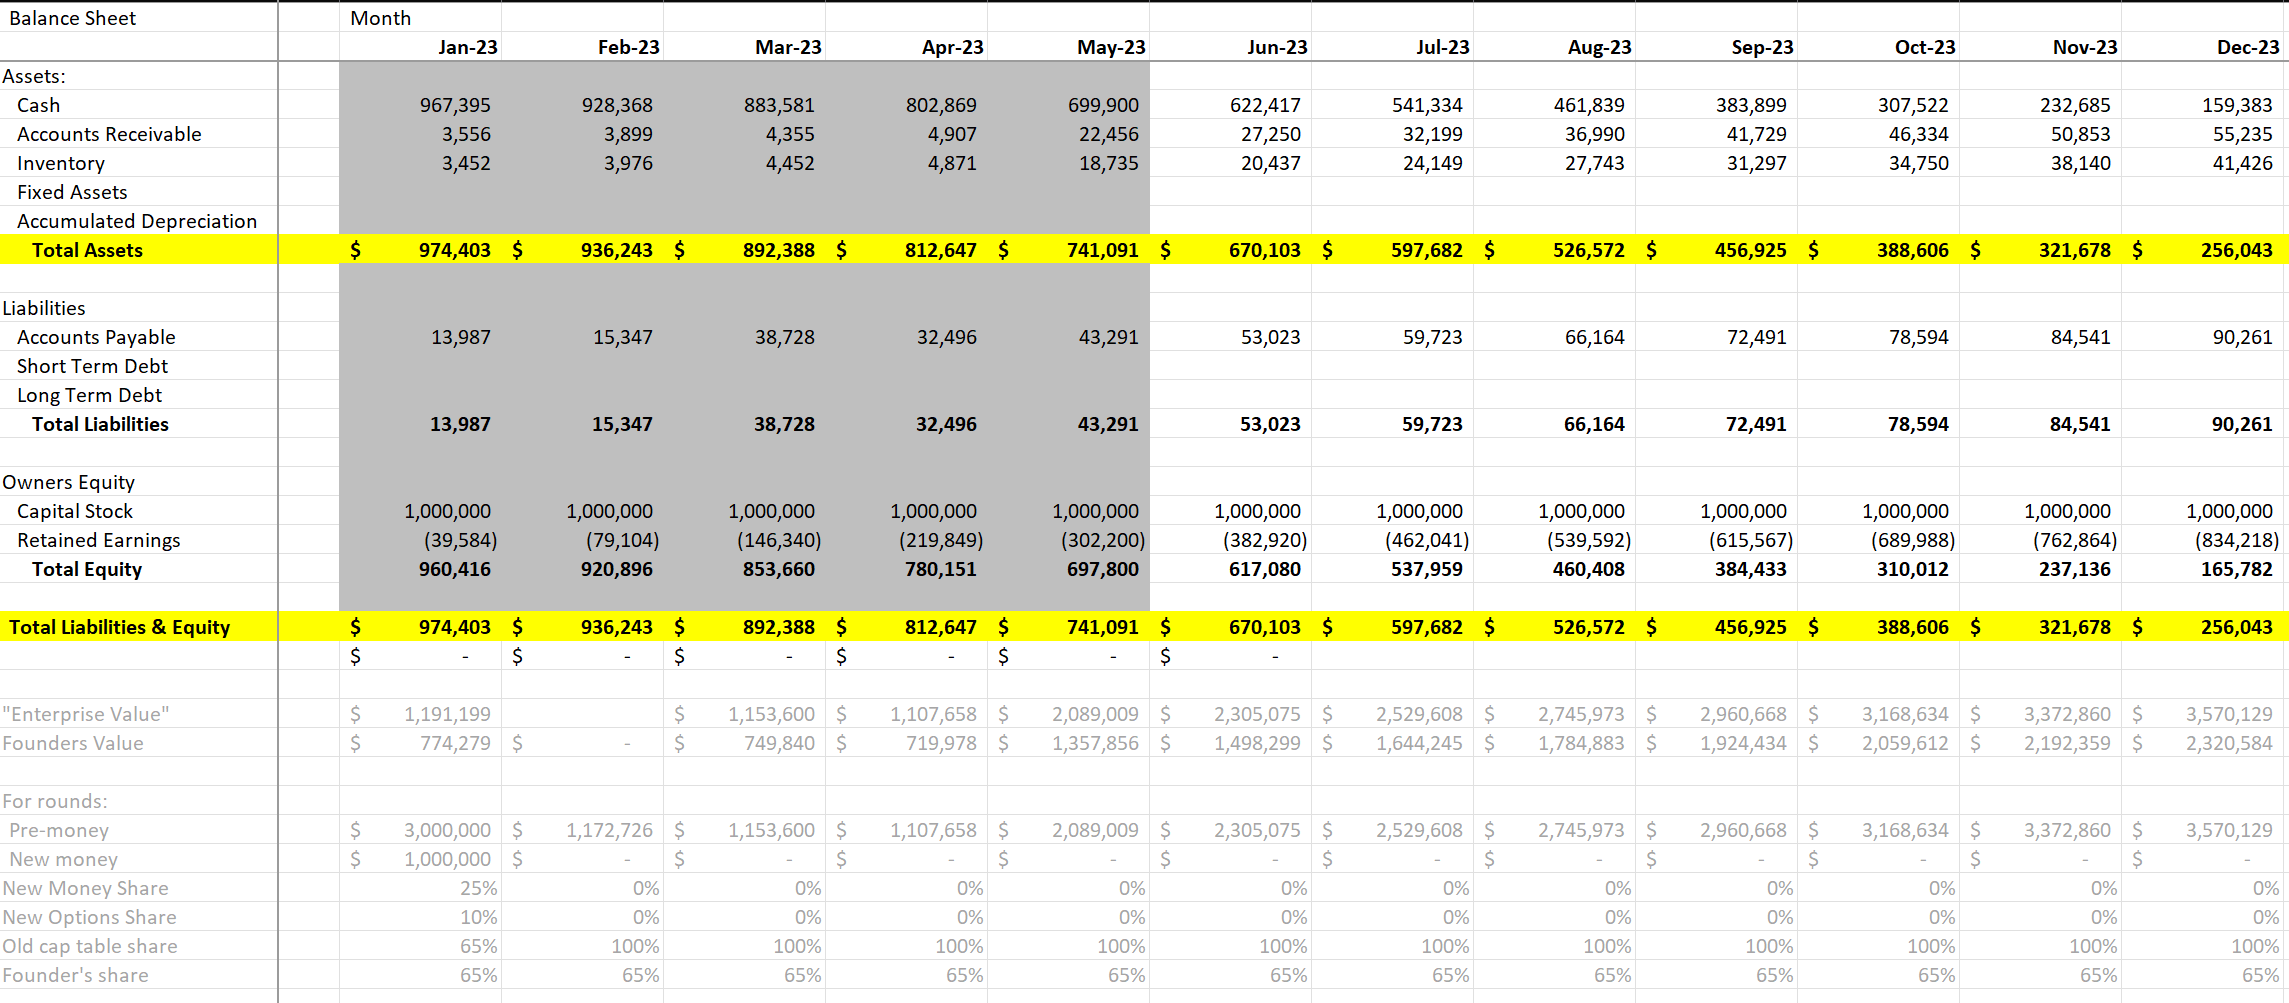 Balance Sheet Month
Jan-23 Feb-23 Mar-23 Apr-23 May-23 Jun-23 Jul-23 Aug-23 Sep-23 Oct-23 Nov-23 Dec-23
Assets:
Cash 967,395 928,368 883,581 802,869 699,900 622,417 541,334 461,839 383,899 307,522 232,685 159,383
Accounts Receivable 3,556 3,899 4,355 4,907 22,456 27,250 32,199 36,990 41,729 46,334 50,853 55,235
Inventory 3,452 3,976 4,452 4,871 18,735 20,437 24,149 27,743 31,297 34,750 38,140 41,426
Fixed Assets
Accumulated Depreciation
Total Assets $ 974,403 $ 936,243 $ 892,388 $ 812,647 $ 741,091 $ 670,103 $ 597,682 $ 526,572 $ 456,925 $ 388,606 $ 321,678 $ 256,043
Liabilities
Accounts Payable 13,987 15,347 38,728 32,496 43,291 53,023 59,723 66,164 72,491 78,594 84,541 90,261
Short Term Debt
Long Term Debt
Total Liabilities 13,987 15,347 38,728 32,496 43,291 53,023 59,723 66,164 72,491 78,594 84,541 90,261
Owners Equity
Capital Stock 1,000,000 1,000,000 1,000,000 1,000,000 1,000,000 1,000,000 1,000,000 1,000,000 1,000,000 1,000,000 1,000,000 1,000,000
Retained Earnings (39,584) (79,104) (146,340) (219,849) (302,200) (382,920) (462,041) (539,592) (615,567) (689,988) (762,864) (834,218)
Total Equity 960,416 920,896 853,660 780,151 697,800 617,080 537,959 460,408 384,433 310,012 237,136 165,782
Total Liabilities & Equity $ 974,403 $ 936,243 $ 892,388 $ 812,647 $ 741,091 $ 670,103 $ 597,682 $ 526,572 $ 456,925 $ 388,606 $ 321,678 $ 256,043
$ - $ - $ - $ - $ - $ -
"Enterprise Value" $ 1,191,199 $ 1,153,600 $ 1,107,658 $ 2,089,009 $ 2,305,075 $ 2,529,608 $ 2,745,973 $ 2,960,668 $ 3,168,634 $ 3,372,860 $ 3,570,129
Founders Value $ 774,279 $ - $ 749,840 $ 719,978 $ 1,357,856 $ 1,498,299 $ 1,644,245 $ 1,784,883 $ 1,924,434 $ 2,059,612 $ 2,192,359 $ 2,320,584
For rounds:
Pre-money $ 3,000,000 $ 1,172,726 $ 1,153,600 $ 1,107,658 $ 2,089,009 $ 2,305,075 $ 2,529,608 $ 2,745,973 $ 2,960,668 $ 3,168,634 $ 3,372,860 $ 3,570,129
New money $ 1,000,000 $ - $ - $ - $ - $ - $ - $ - $ - $ - $ - $ -
New Money Share 25% 0% 0% 0% 0% 0% 0% 0% 0% 0% 0% 0%
New Options Share 10% 0% 0% 0% 0% 0% 0% 0% 0% 0% 0% 0%
Old cap table share 65% 100% 100% 100% 100% 100% 100% 100% 100% 100% 100% 100%
Founder's share 65% 65% 65% 65% 65% 65% 65% 65% 65% 65% 65% 65%